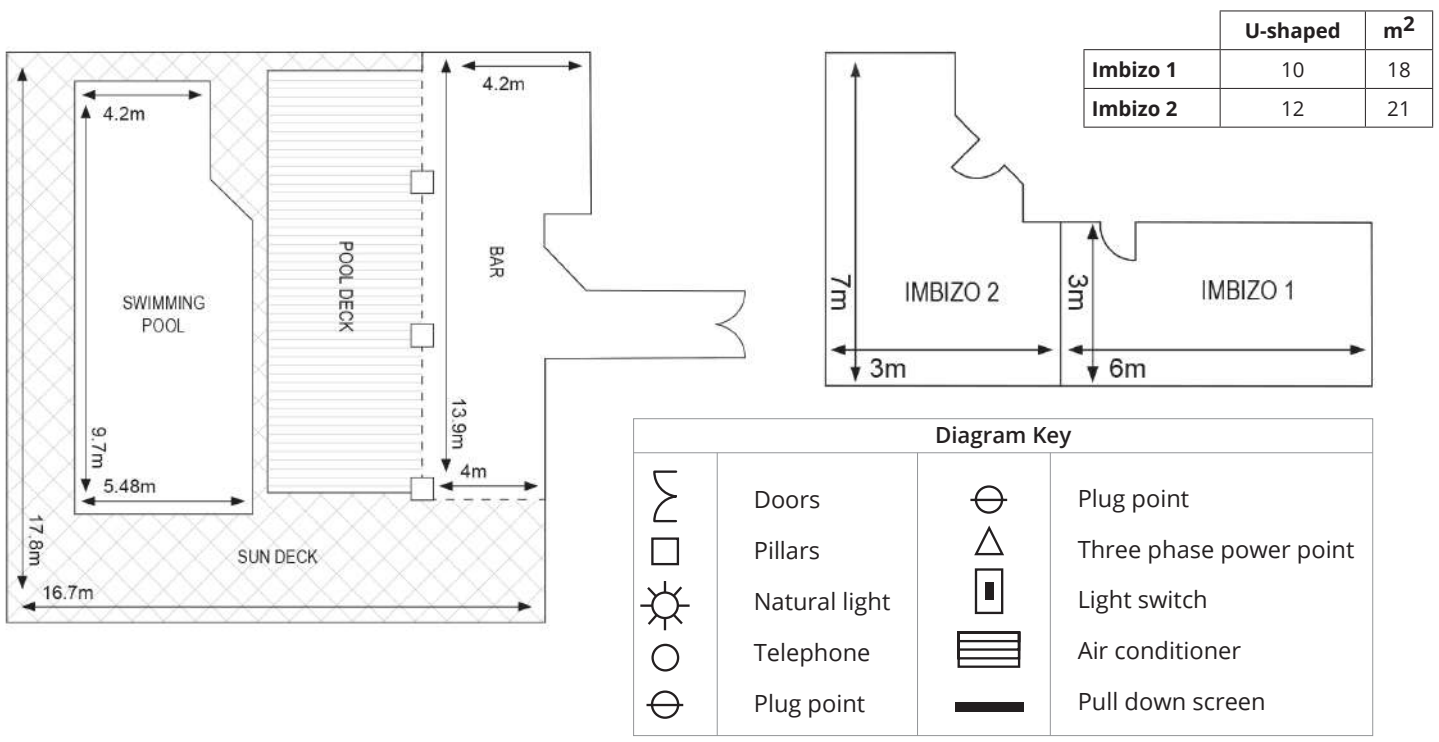 U-shaped m²
Imbizo 1 10 18
Imbizo 2 12 21
4.2m
4.2m
SWIMMING
POOL
POOL DECK
BAR
9.7m
5.48m
13.9m
4m
17.8m
SUN DECK
16.7m
7m
IMBIZO 2
3m
3m
IMBIZO 1
6m
Diagram Key
Doors Plug point
Pillars Three phase power point
Natural light Light switch
Telephone Air conditioner
Plug point Pull down screen